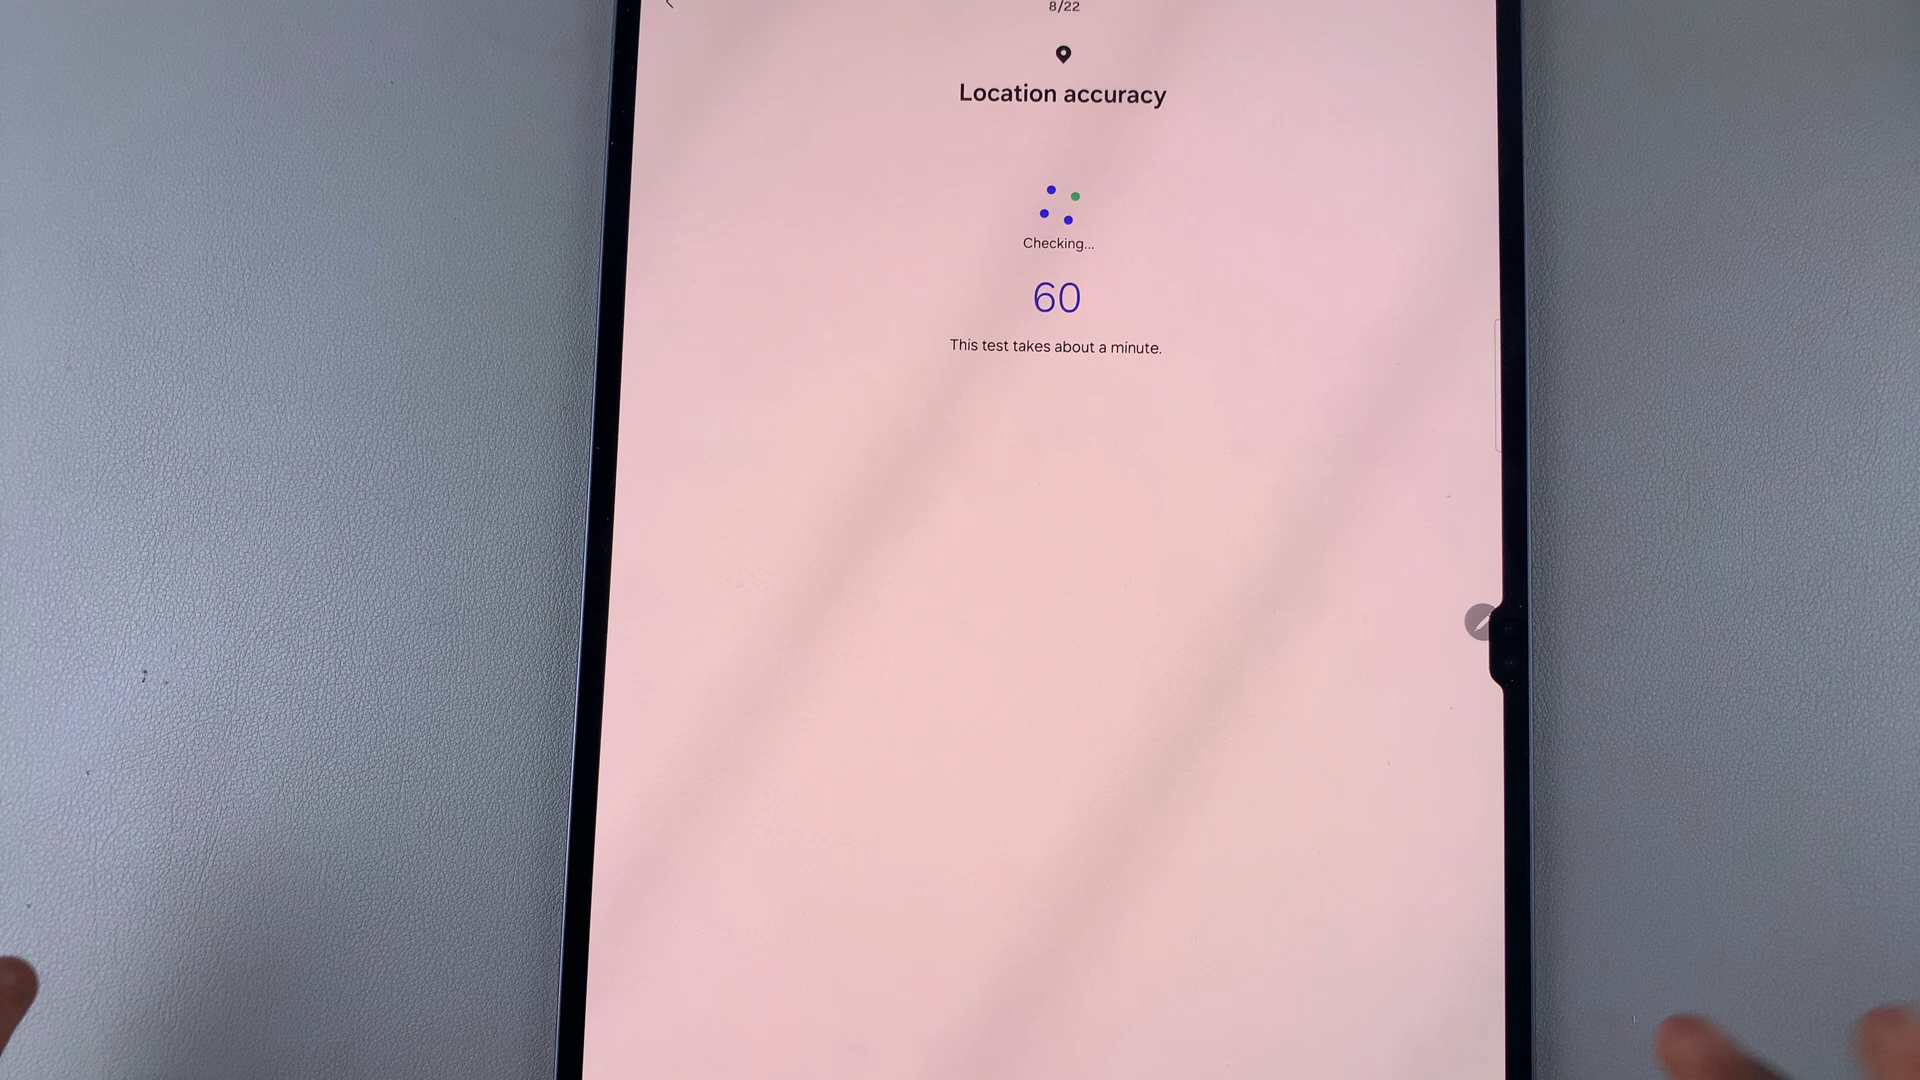 8/22
Location accuracy
Checking...
60
This test takes about a minute.